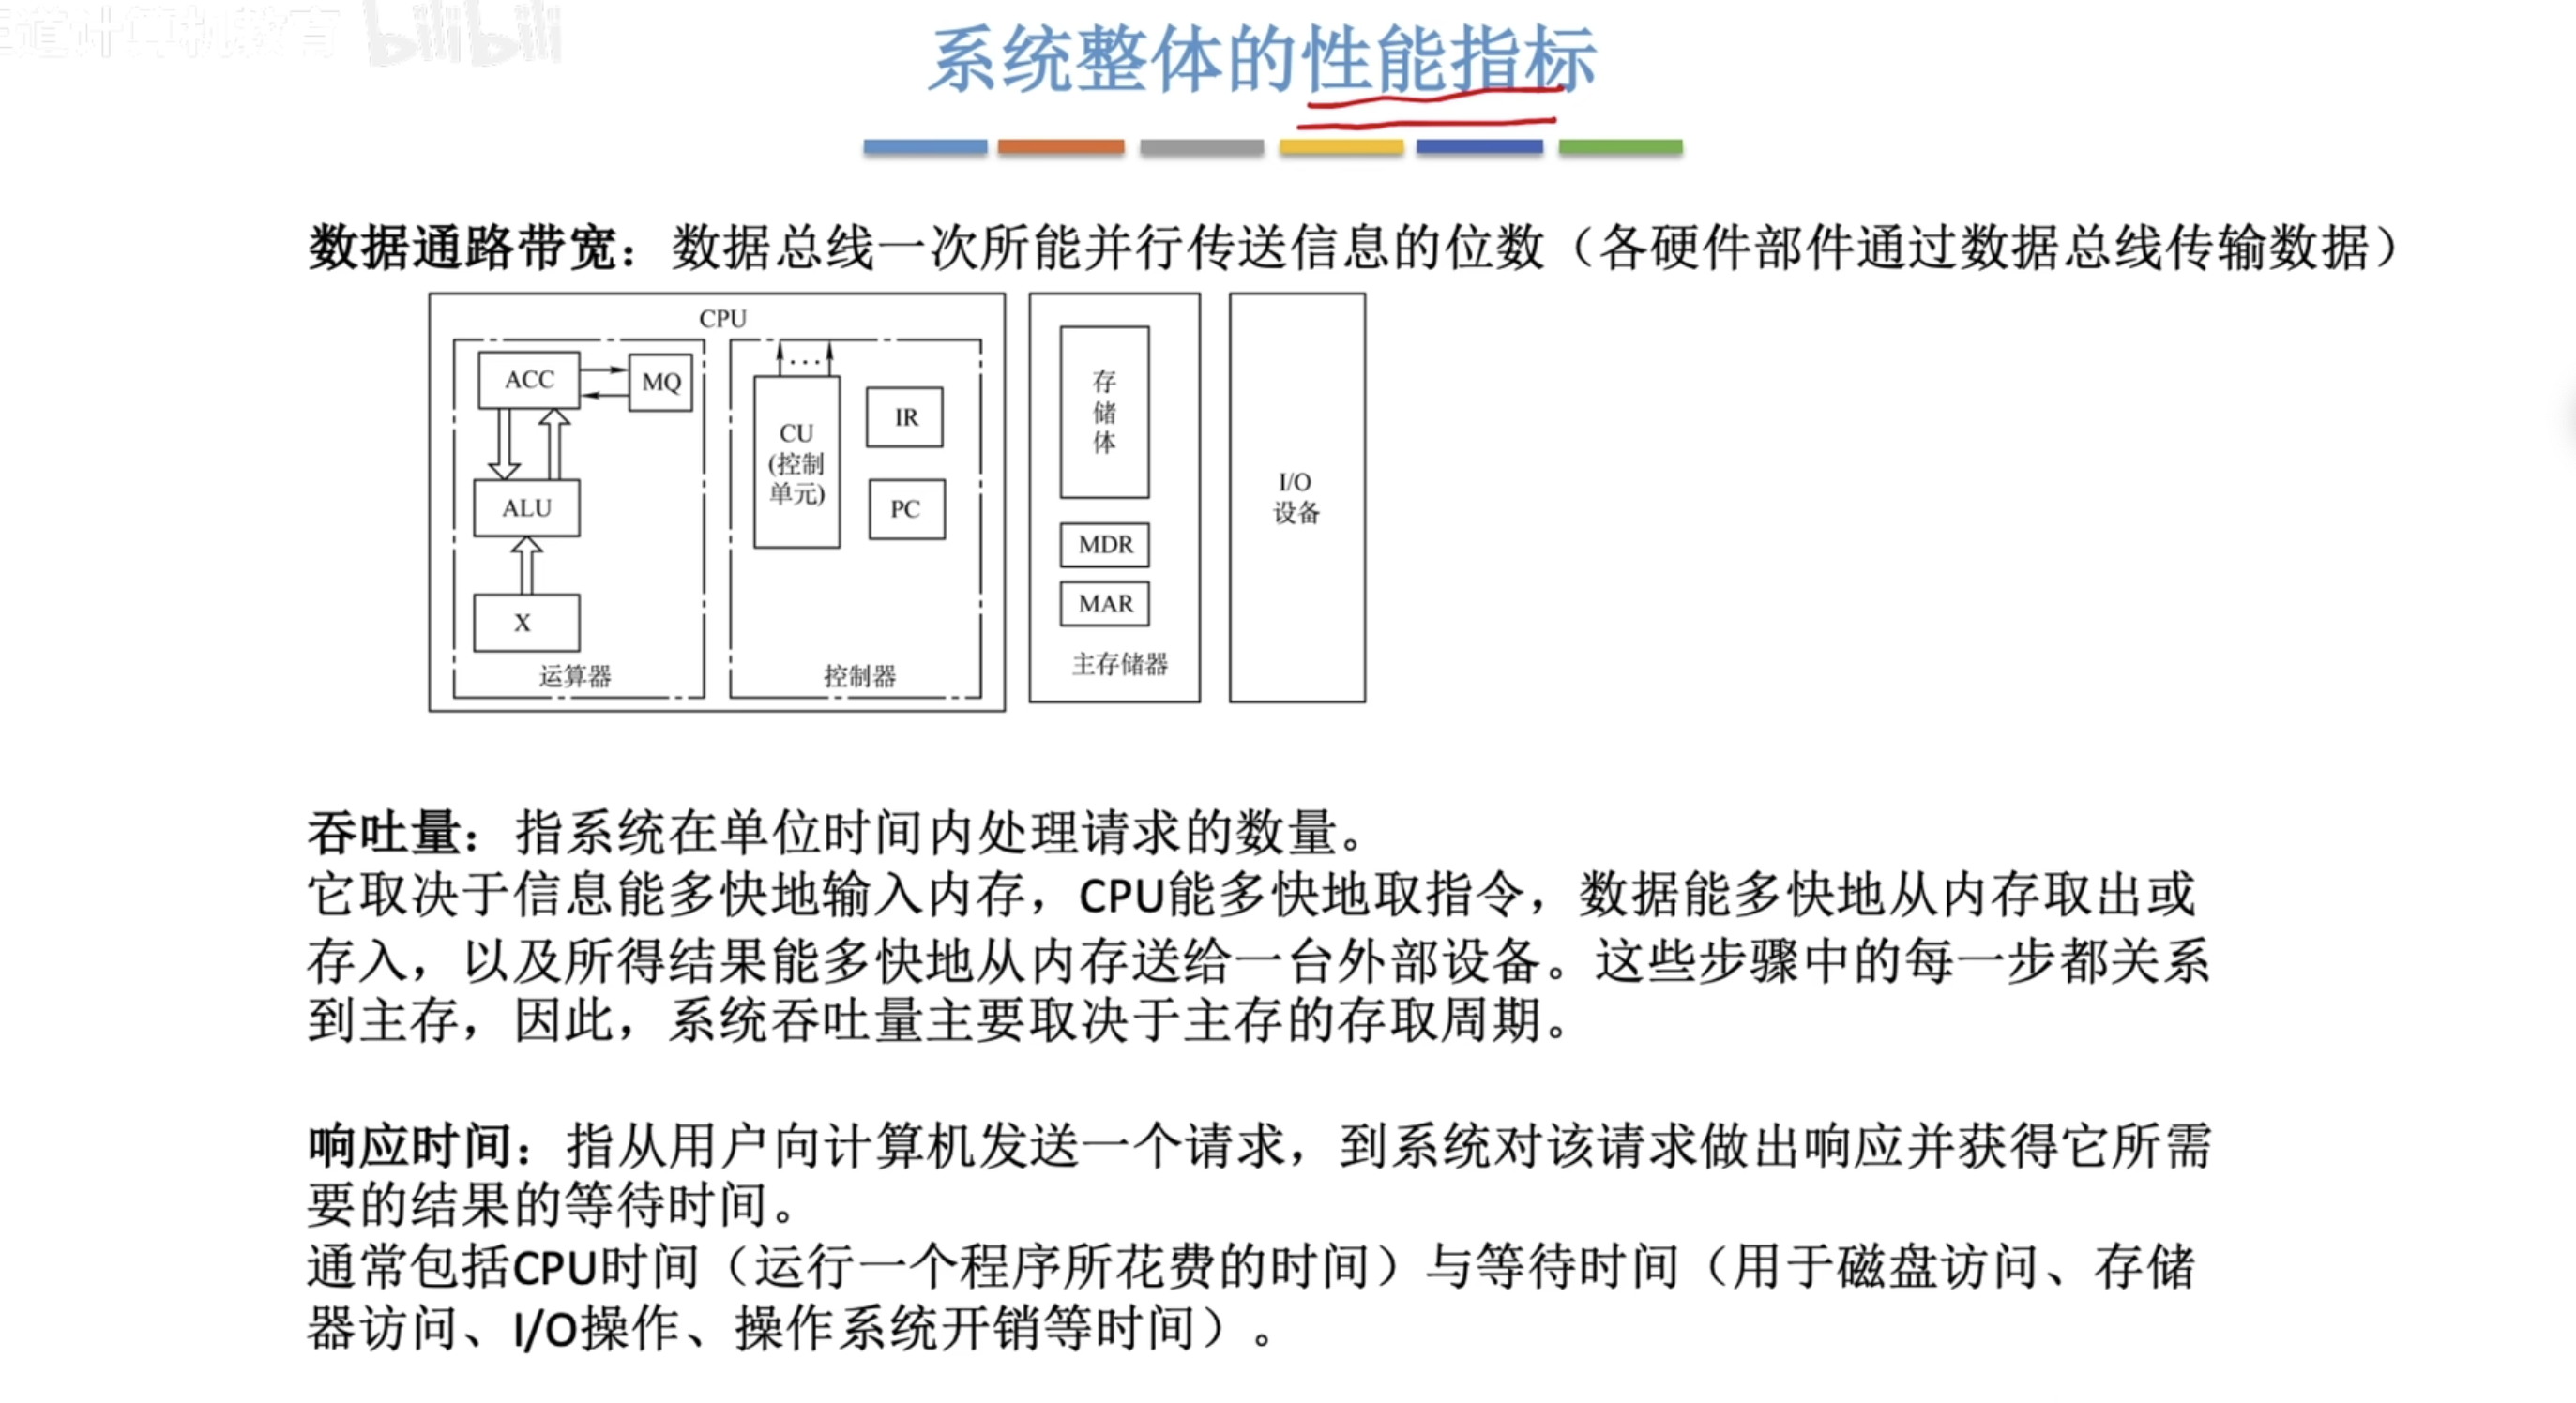 王道计算机教育 bilibili
系统整体的性能指标
数据通路带宽：数据总线一次所能并行传送信息的位数（各硬件部件通过数据总线传输数据）
CPU
ACC
MQ
ALU
X
运算器
...
CU
(控制
单元)
IR
PC
控制器
存
储
体
MDR
MAR
主存储器
I/O
设备
吞吐量：指系统在单位时间内处理请求的数量。
它取决于信息能多快地输入内存，CPU能多快地取指令，数据能多快地从内存取出或
存入，以及所得结果能多快地从内存送给一台外部设备。这些步骤中的每一步都关系
到主存，因此，系统吞吐量主要取决于主存的存取周期。
响应时间：指从用户向计算机发送一个请求，到系统对该请求做出响应并获得它所需
要的结果的等待时间。
通常包括CPU时间（运行一个程序所花费的时间）与等待时间（用于磁盘访问、存储
器访问、I/O操作、操作系统开销等时间）。